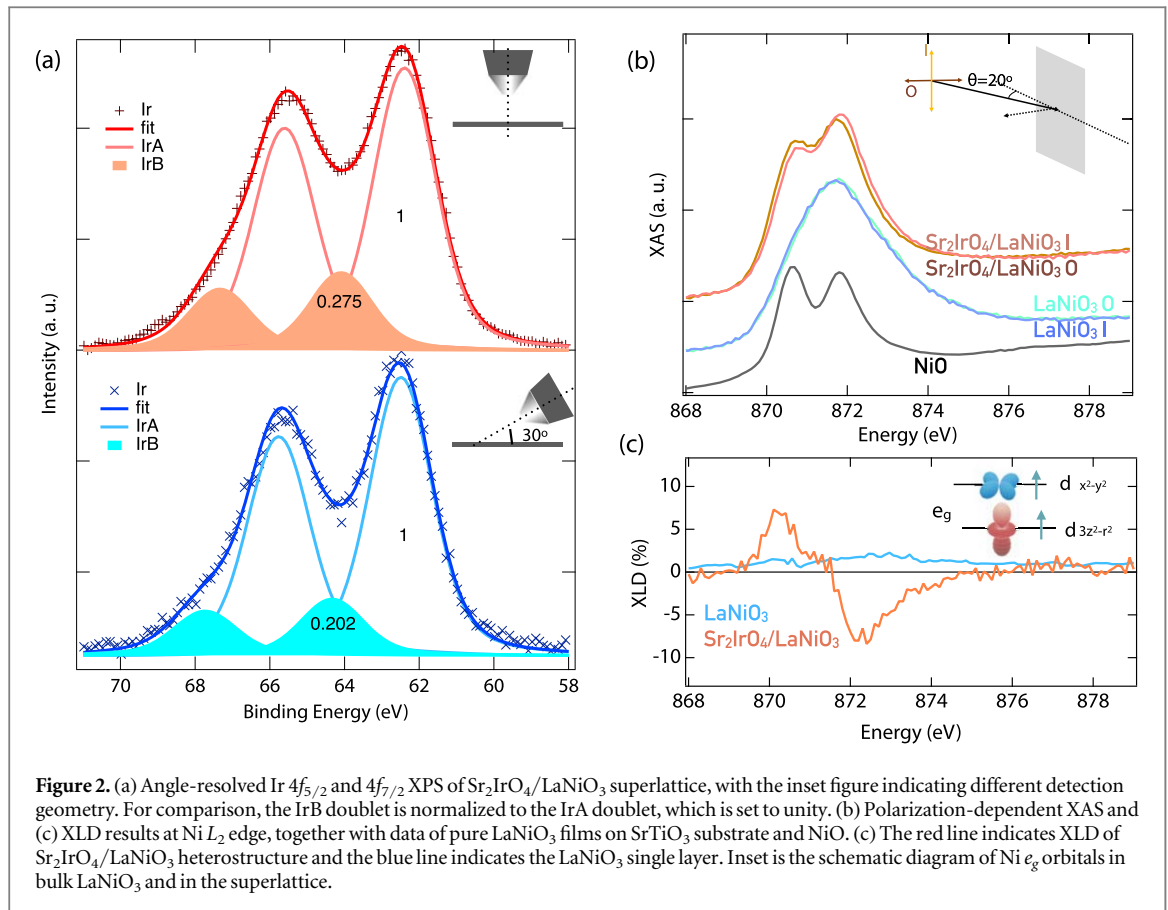 (a)
Ir
fit
IrA
IrB
1
0.275
Ir
fit
IrA
IrB
30°
1
0.202
Intensity (a. u.)
70 68 66 64 62 60 58
Binding Energy (eV)
(b)
I
O
θ=20°
XAS (a. u.)
Sr2IrO4/LaNiO3 I
Sr2IrO4/LaNiO3 O
LaNiO3 O
LaNiO3 I
NiO
868 870 872 874 876 878
Energy (eV)
(c)
10
5
0
-5
-10
XLD (%)
eg
d x²-y²
d 3z²-r²
LaNiO3
Sr2IrO4/LaNiO3
868 870 872 874 876 878
Energy (eV)
Figure 2. (a) Angle-resolved Ir 4f5/2 and 4f7/2 XPS of Sr2IrO4/LaNiO3 superlattice, with the inset figure indicating different detection
geometry. For comparison, the IrB doublet is normalized to the IrA doublet, which is set to unity. (b) Polarization-dependent XAS and
(c) XLD results at Ni L2 edge, together with data of pure LaNiO3 films on SrTiO3 substrate and NiO. (c) The red line indicates XLD of
Sr2IrO4/LaNiO3 heterostructure and the blue line indicates the LaNiO3 single layer. Inset is the schematic diagram of Ni eg orbitals in
bulk LaNiO3 and in the superlattice.